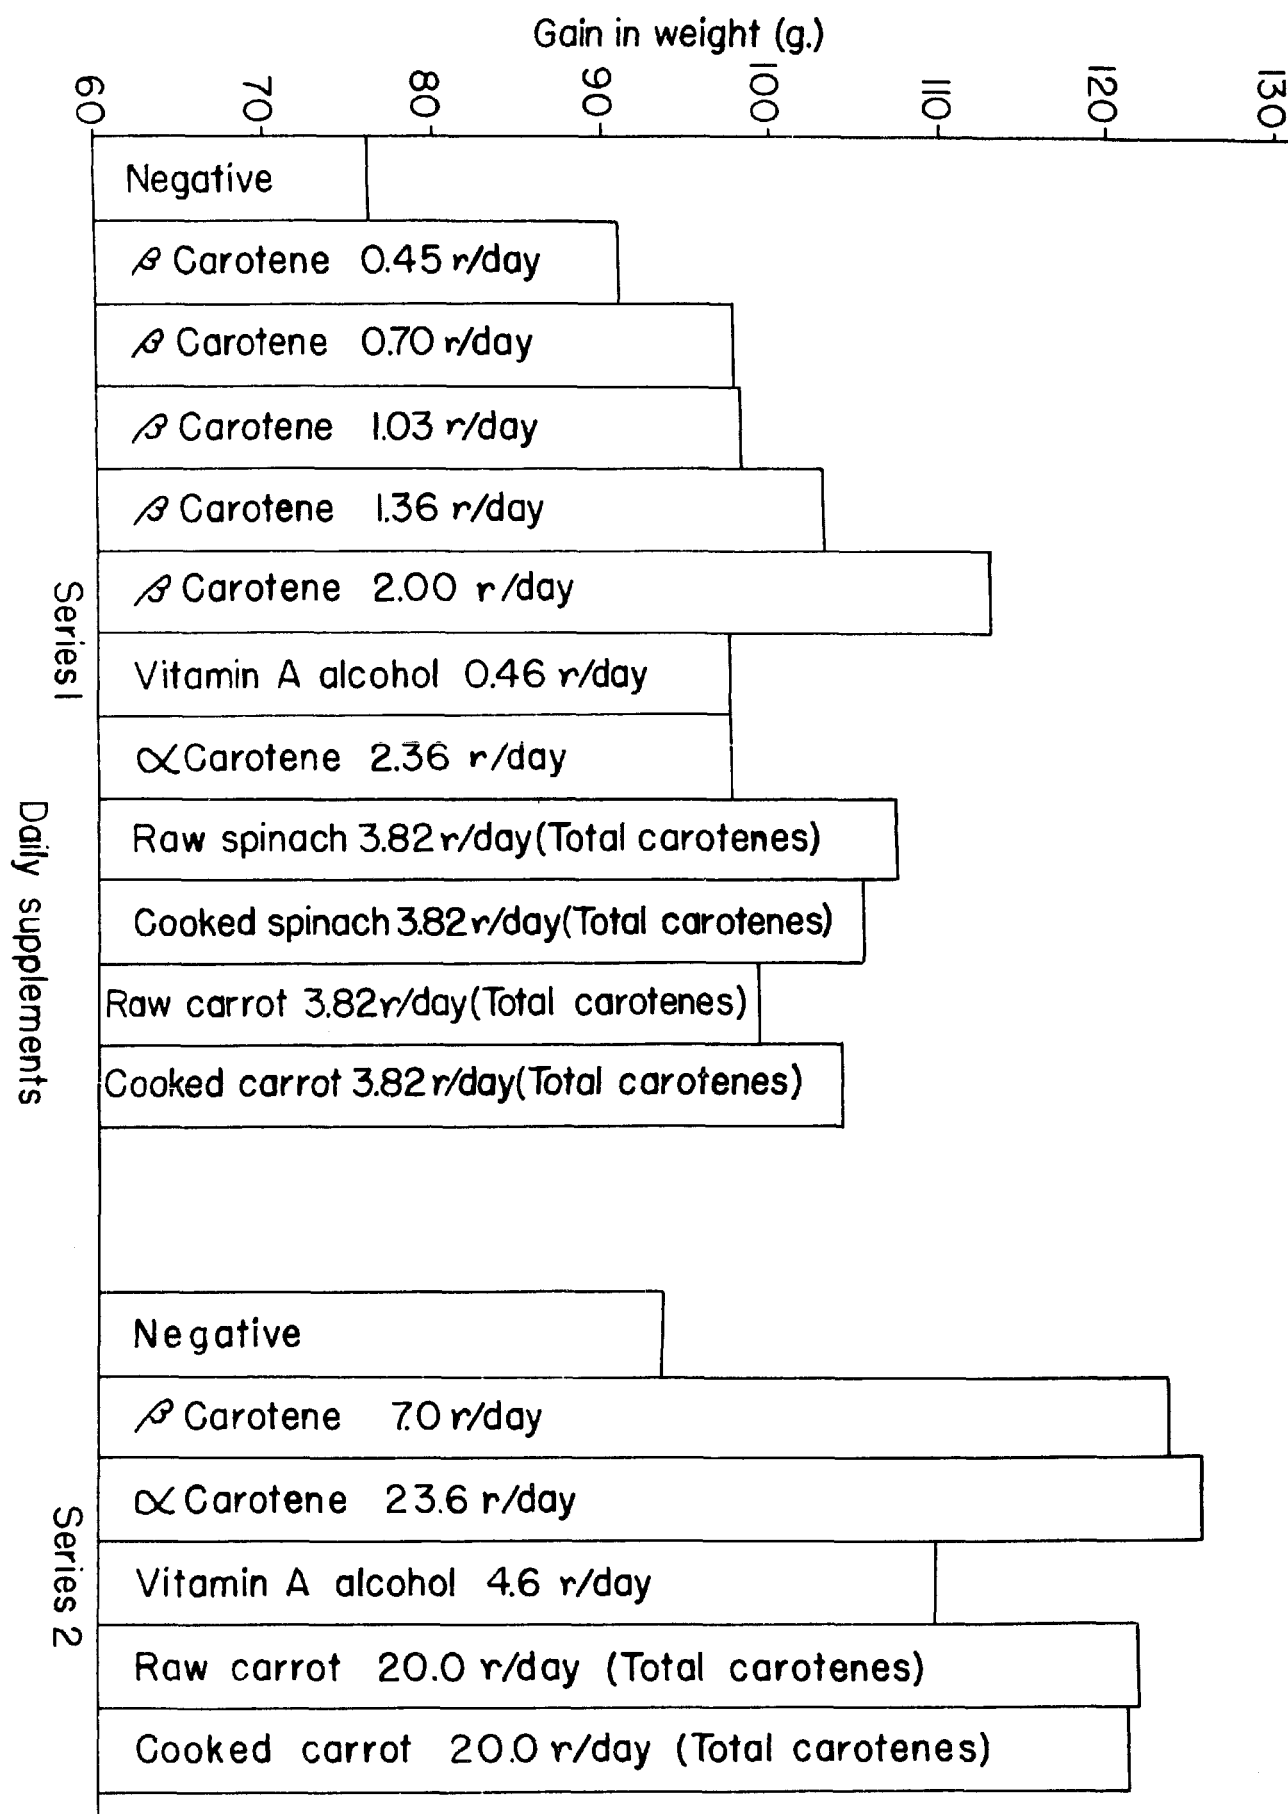 Gain in weight (g.)
60 70 80 90 100 110 120 130
Negative
β Carotene 0.45 r/day
β Carotene 0.70 r/day
β Carotene 1.03 r/day
β Carotene 1.36 r/day
β Carotene 2.00 r/day
Vitamin A alcohol 0.46 r/day
α Carotene 2.36 r/day
Raw spinach 3.82 r/day (Total carotenes)
Cooked spinach 3.82 r/day (Total carotenes)
Raw carrot 3.82 r/day (Total carotenes)
Cooked carrot 3.82 r/day (Total carotenes)
Series 1
Daily supplements
Negative
β Carotene 7.0 r/day
α Carotene 23.6 r/day
Vitamin A alcohol 4.6 r/day
Raw carrot 20.0 r/day (Total carotenes)
Cooked carrot 20.0 r/day (Total carotenes)
Series 2